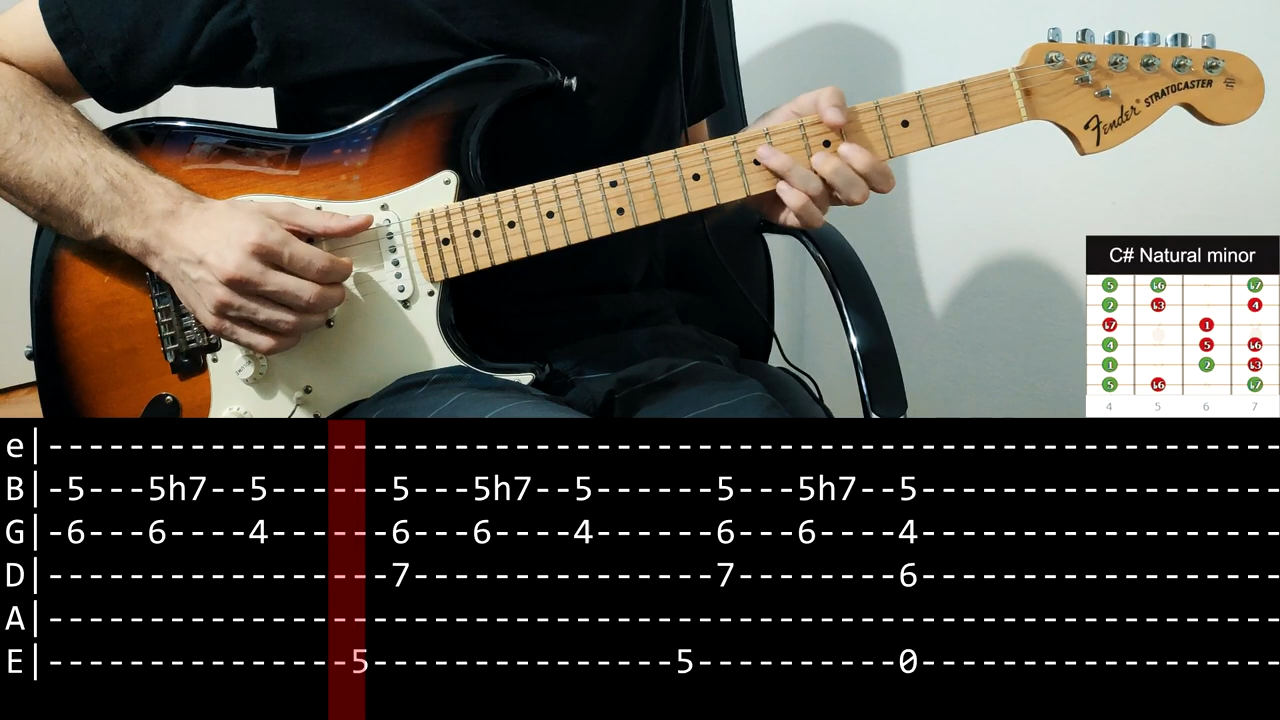 Fender® STRATOCASTER
C# Natural minor
5 b6 b7
2 b3 4
b7 1
4 5 b6
1 2 b3
5 b6 b7
4 5 6 7
e|-------------------------------------------------------------
B|-5---5h7--5------5---5h7--5------5---5h7--5------------------
G|-6---6----4------6---6----4------6---6----4------------------
D|-----------------7---------------7--------6------------------
A|-------------------------------------------------------------
E|---------------5---------------5----------0------------------